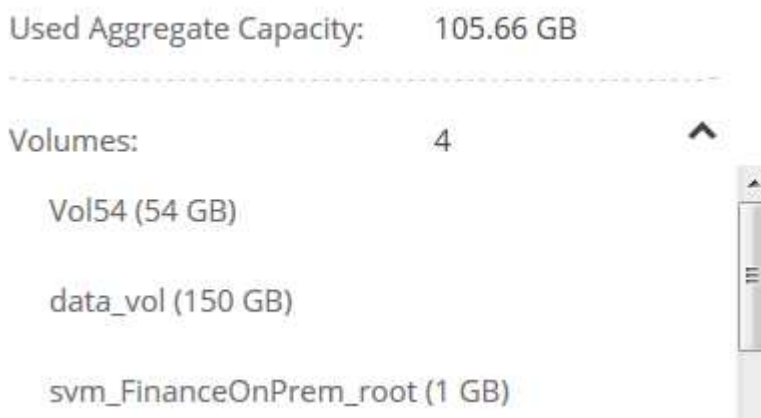 Used Aggregate Capacity: 105.66 GB
Volumes: 4
Vol54 (54 GB)
data_vol (150 GB)
svm_FinanceOnPrem_root (1 GB)